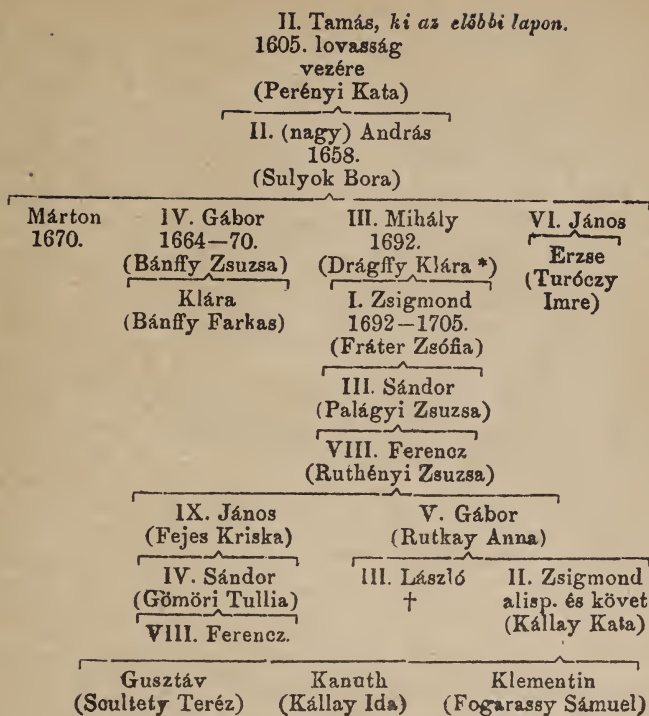 II. Tamás, ki az előbbi lapon.
1605. lovasság
vezére
(Perényi Kata)
II. (nagy) András
1658.
(Sulyok Bora)
Márton IV. Gábor III. Mihály VI. János
1670. 1664—70. 1692. Erzse
(Bánffy Zsuzsa) (Drágffy Klára *) (Turóczy
Klára I. Zsigmond Imre)
(Bánffy Farkas) 1692—1705.
(Fráter Zsófia)
III. Sándor
(Palágyi Zsuzsa)
VIII. Ferencz
(Ruthényi Zsuzsa)
IX. János V. Gábor
(Fejes Kriska) (Rutkay Anna)
IV. Sándor III. László II. Zsigmond
(Gömöri Tullia) † alisp. és követ
VIII. Ferencz. (Kállay Kata)
Gusztáv Kanuth Klementin
(Scultety Teréz) (Kállay Ida) (Fogarassy Sámuel)